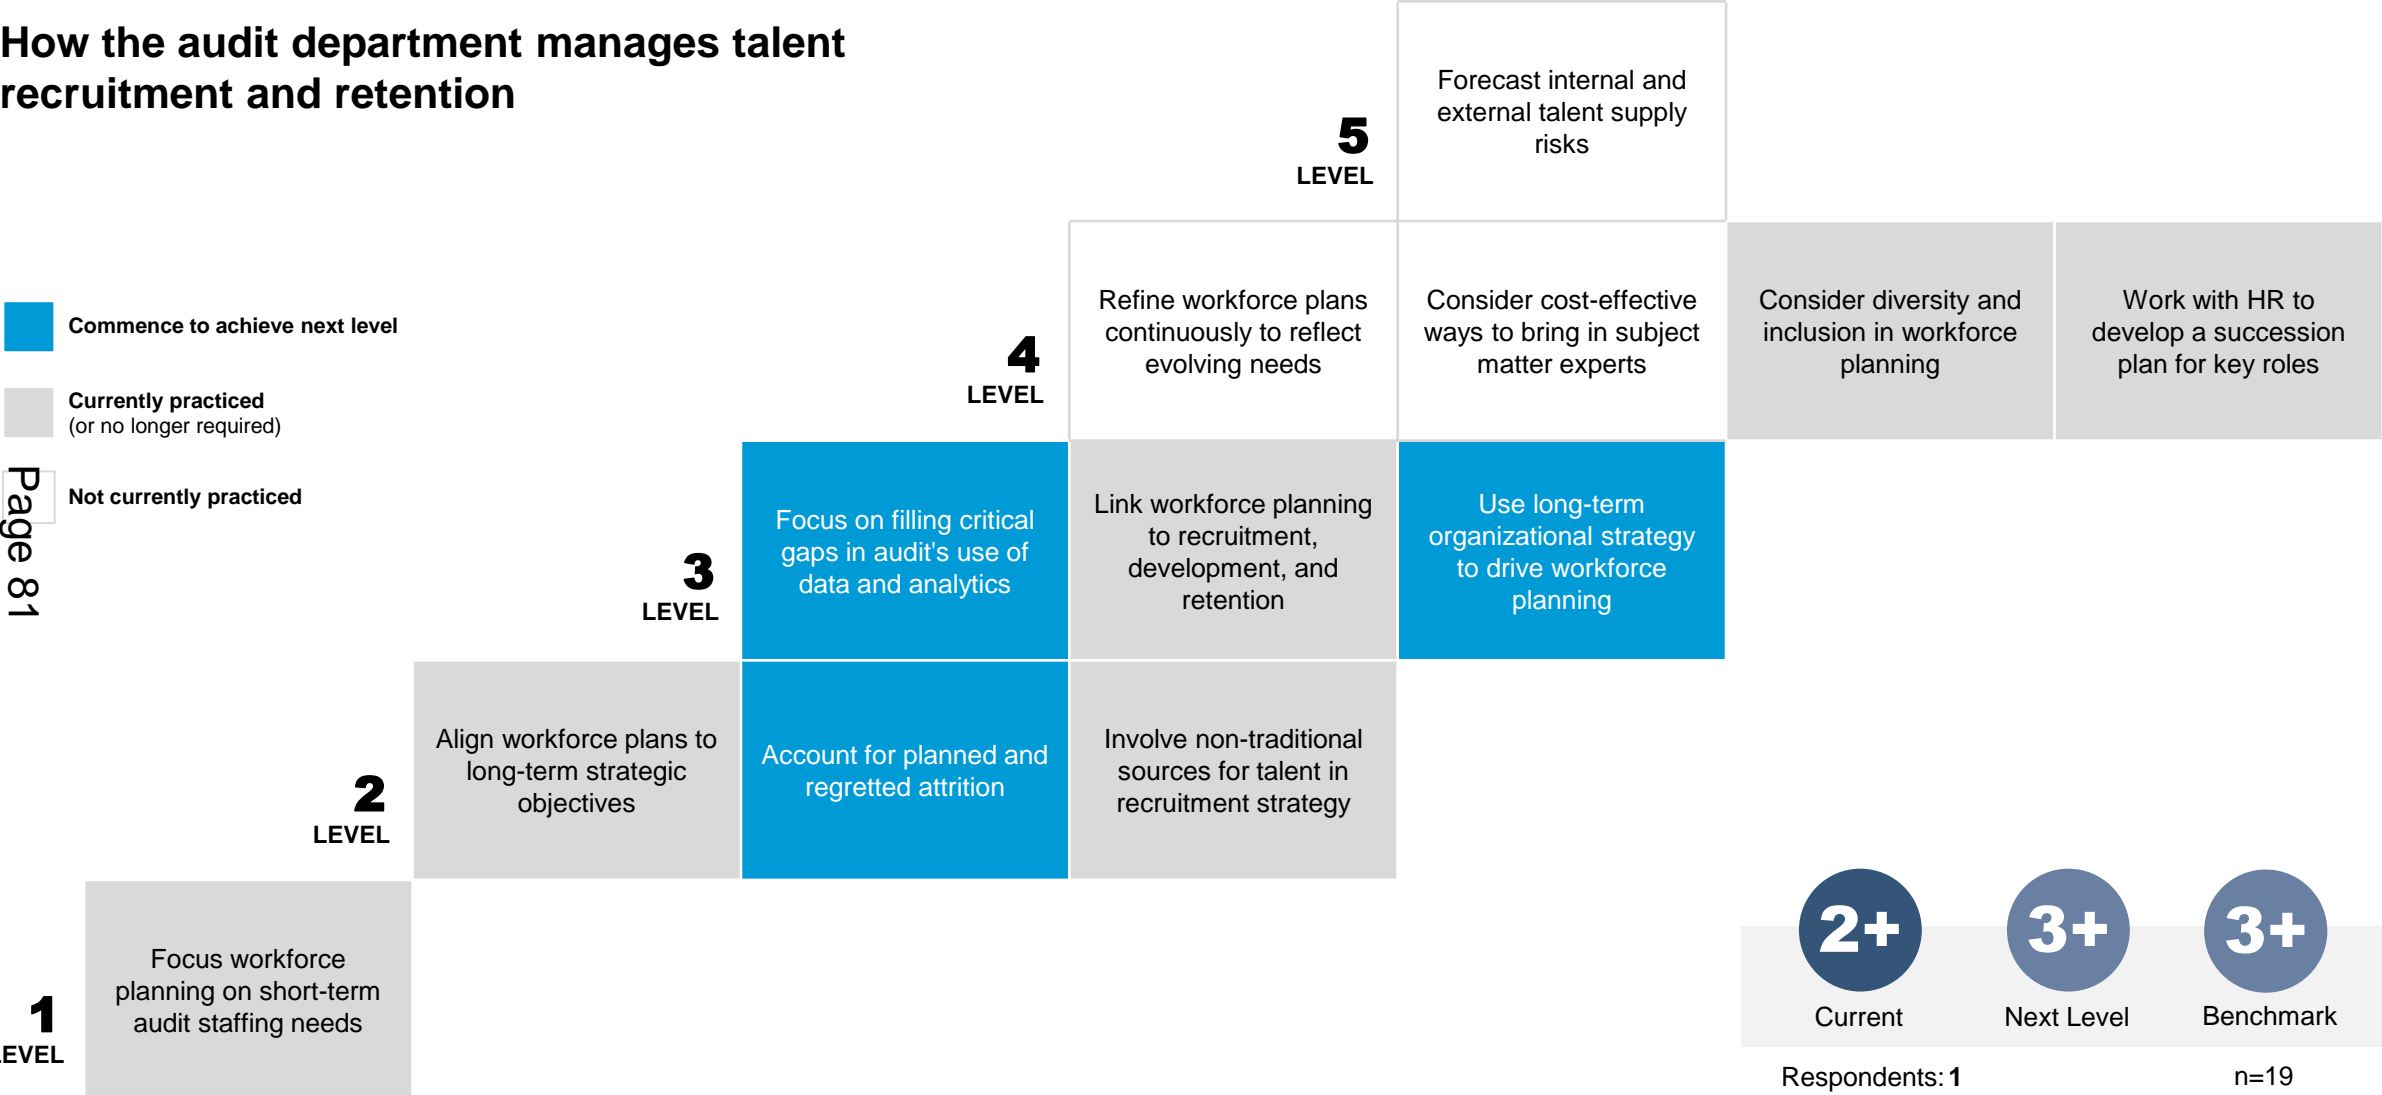 How the audit department manages talent
recruitment and retention
Forecast internal and
external talent supply
risks
5
LEVEL
Refine workforce plans
continuously to reflect
evolving needs
Consider cost-effective
ways to bring in subject
matter experts
Consider diversity and
inclusion in workforce
planning
Work with HR to
develop a succession
plan for key roles
4
LEVEL
Commence to achieve next level
Currently practiced
(or no longer required)
Not currently practiced
Page 81
Focus on filling critical
gaps in audit's use of
data and analytics
Link workforce planning
to recruitment,
development, and
retention
Use long-term
organizational strategy
to drive workforce
planning
3
LEVEL
Align workforce plans to
long-term strategic
objectives
Account for planned and
regretted attrition
Involve non-traditional
sources for talent in
recruitment strategy
2
LEVEL
Focus workforce
planning on short-term
audit staffing needs
1
EVEL
2+
3+
3+
Current
Next Level
Benchmark
Respondents: 1
n=19